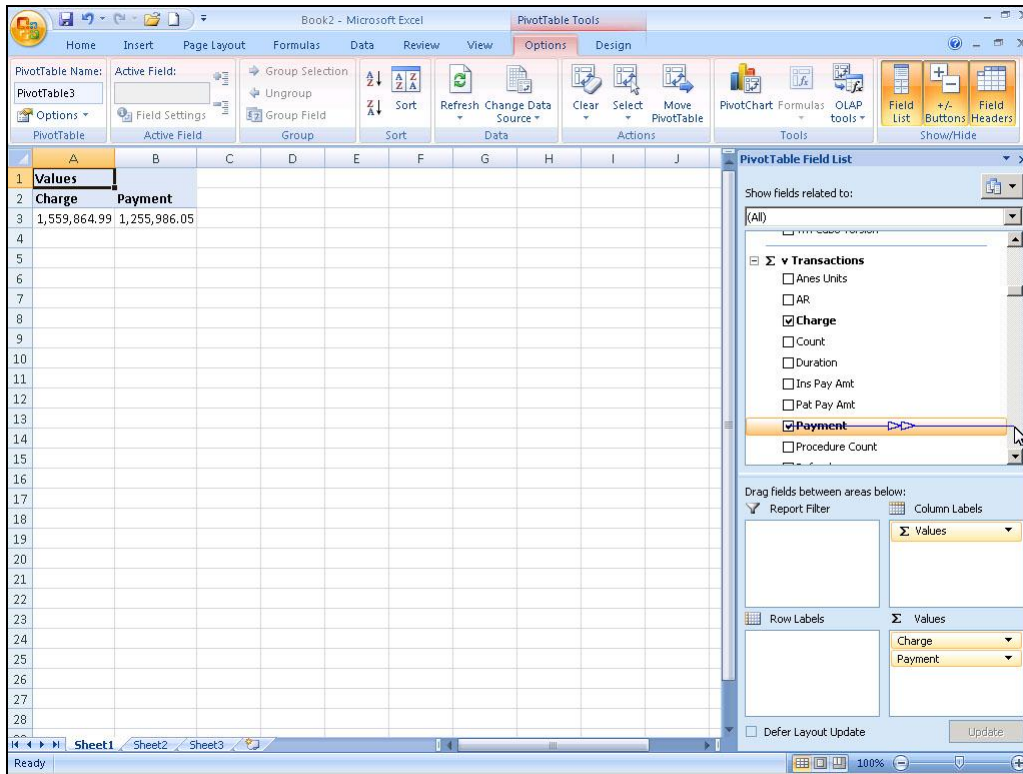 Book2 - Microsoft Excel
PivotTable Tools
Home Insert Page Layout Formulas Data Review View Options Design
PivotTable Name:
PivotTable3
Options
PivotTable
Active Field:
Field Settings
Active Field
Group Selection
Ungroup
Group Field
Group
Sort
Sort
Refresh
Change Data Source
Data
Clear
Select
Move PivotTable
Actions
PivotChart
Formulas
OLAP tools
Tools
Field List
+/- Buttons
Field Headers
Show/Hide
A B C D E F G H I J
1 Values
2 Charge Payment
3 1,559,864.99 1,255,986.05
4
5
6
7
8
9
10
11
12
13
14
15
16
17
18
19
20
21
22
23
24
25
26
27
28
PivotTable Field List
Show fields related to:
(All)
Σ v Transactions
Anes Units
AR
Charge
Count
Duration
Ins Pay Amt
Pat Pay Amt
Payment
Procedure Count
Drag fields between areas below:
Report Filter
Column Labels
Σ Values
Row Labels
Σ Values
Charge
Payment
Defer Layout Update
Update
Sheet1 Sheet2 Sheet3
Ready
100%